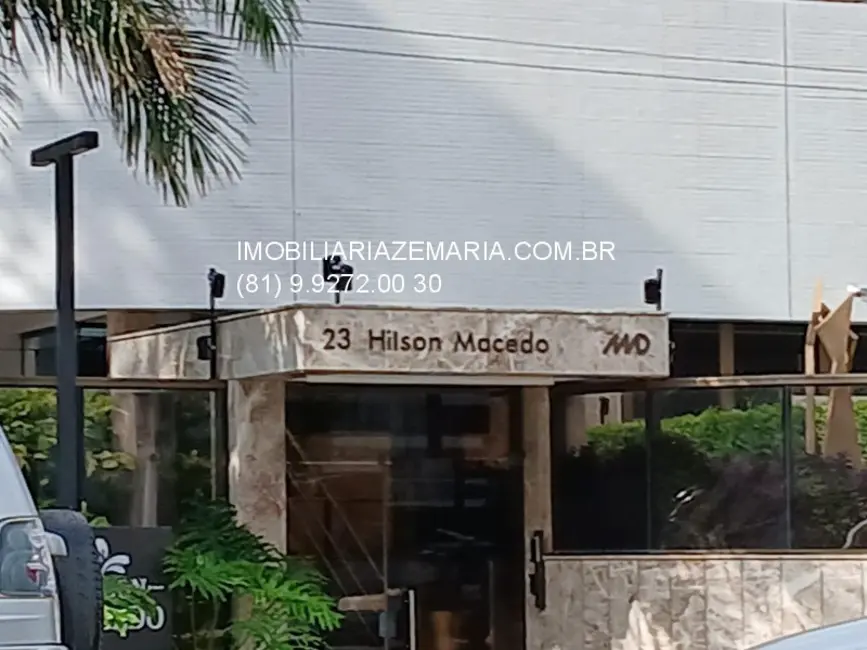 IMOBILIARIAZEMARIA.COM.BR
(81) 9.9272.00 30
23 Hilson Macedo MD